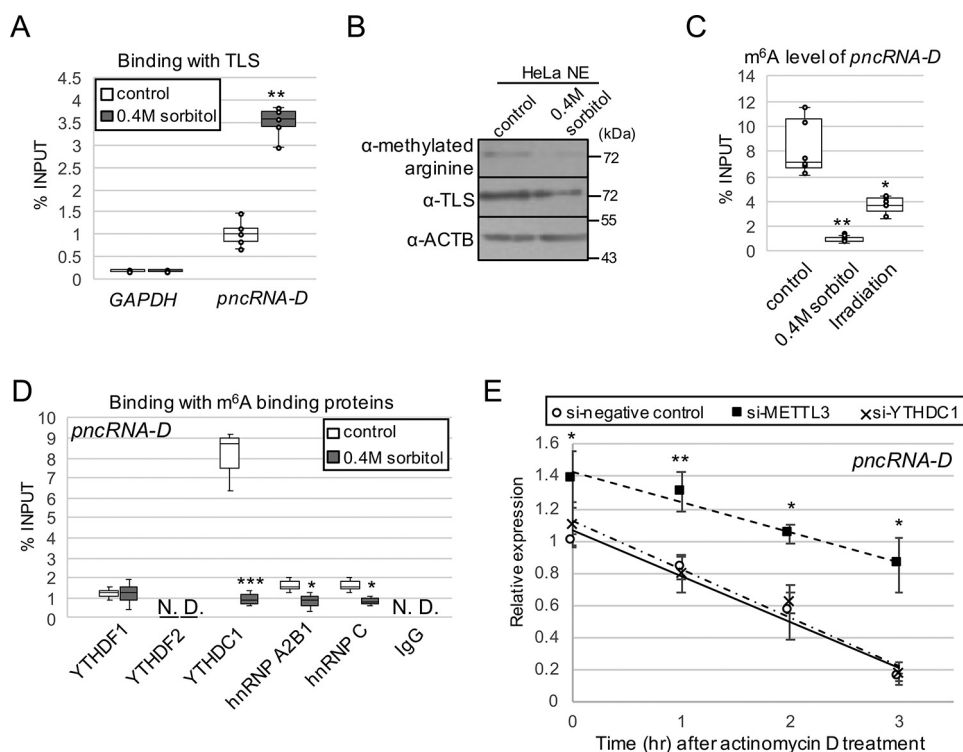 A
Binding with TLS
4.5
4
3.5
3
2.5
2
1.5
1
0.5
0
% INPUT
control
0.4M sorbitol
**
GAPDH
pncRNA-D
B
HeLa NE
control
0.4M sorbitol
(kDa)
α-methylated arginine
72
α-TLS
72
55
α-ACTB
43
C
m⁶A level of pncRNA-D
14
12
10
8
6
4
2
0
% INPUT
**
*
control
0.4M sorbitol
Irradiation
D
Binding with m⁶A binding proteins
pncRNA-D
10
9
8
7
6
5
4
3
2
1
0
% INPUT
control
0.4M sorbitol
N. D.
***
*
*
N. D.
YTHDF1
YTHDF2
YTHDC1
hnRNP A2B1
hnRNP C
IgG
E
si-negative control
si-METTL3
si-YTHDC1
pncRNA-D
1.6
1.4
1.2
1
0.8
0.6
0.4
0.2
0
Relative expression
*
**
*
*
0
1
2
3
Time (hr) after actinomycin D treatment